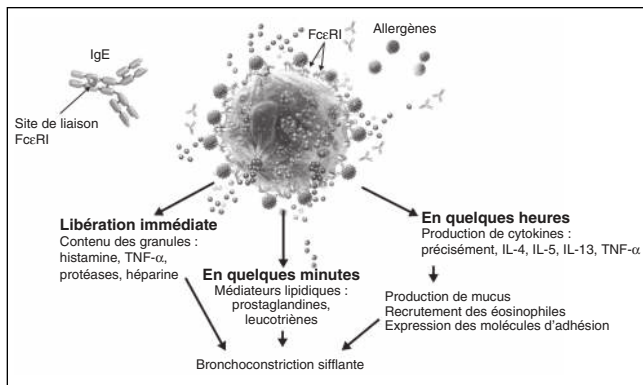 IgE
FcεRI
Allergènes
Site de liaison
FcεRI
Libération immédiate
Contenu des granules :
histamine, TNF-α,
protéases, héparine
En quelques minutes
Médiateurs lipidiques :
prostaglandines,
leucotriènes
En quelques heures
Production de cytokines :
précisément, IL-4, IL-5, IL-13, TNF-α
Production de mucus
Recrutement des éosinophiles
Expression des molécules d'adhésion
Bronchoconstriction sifflante